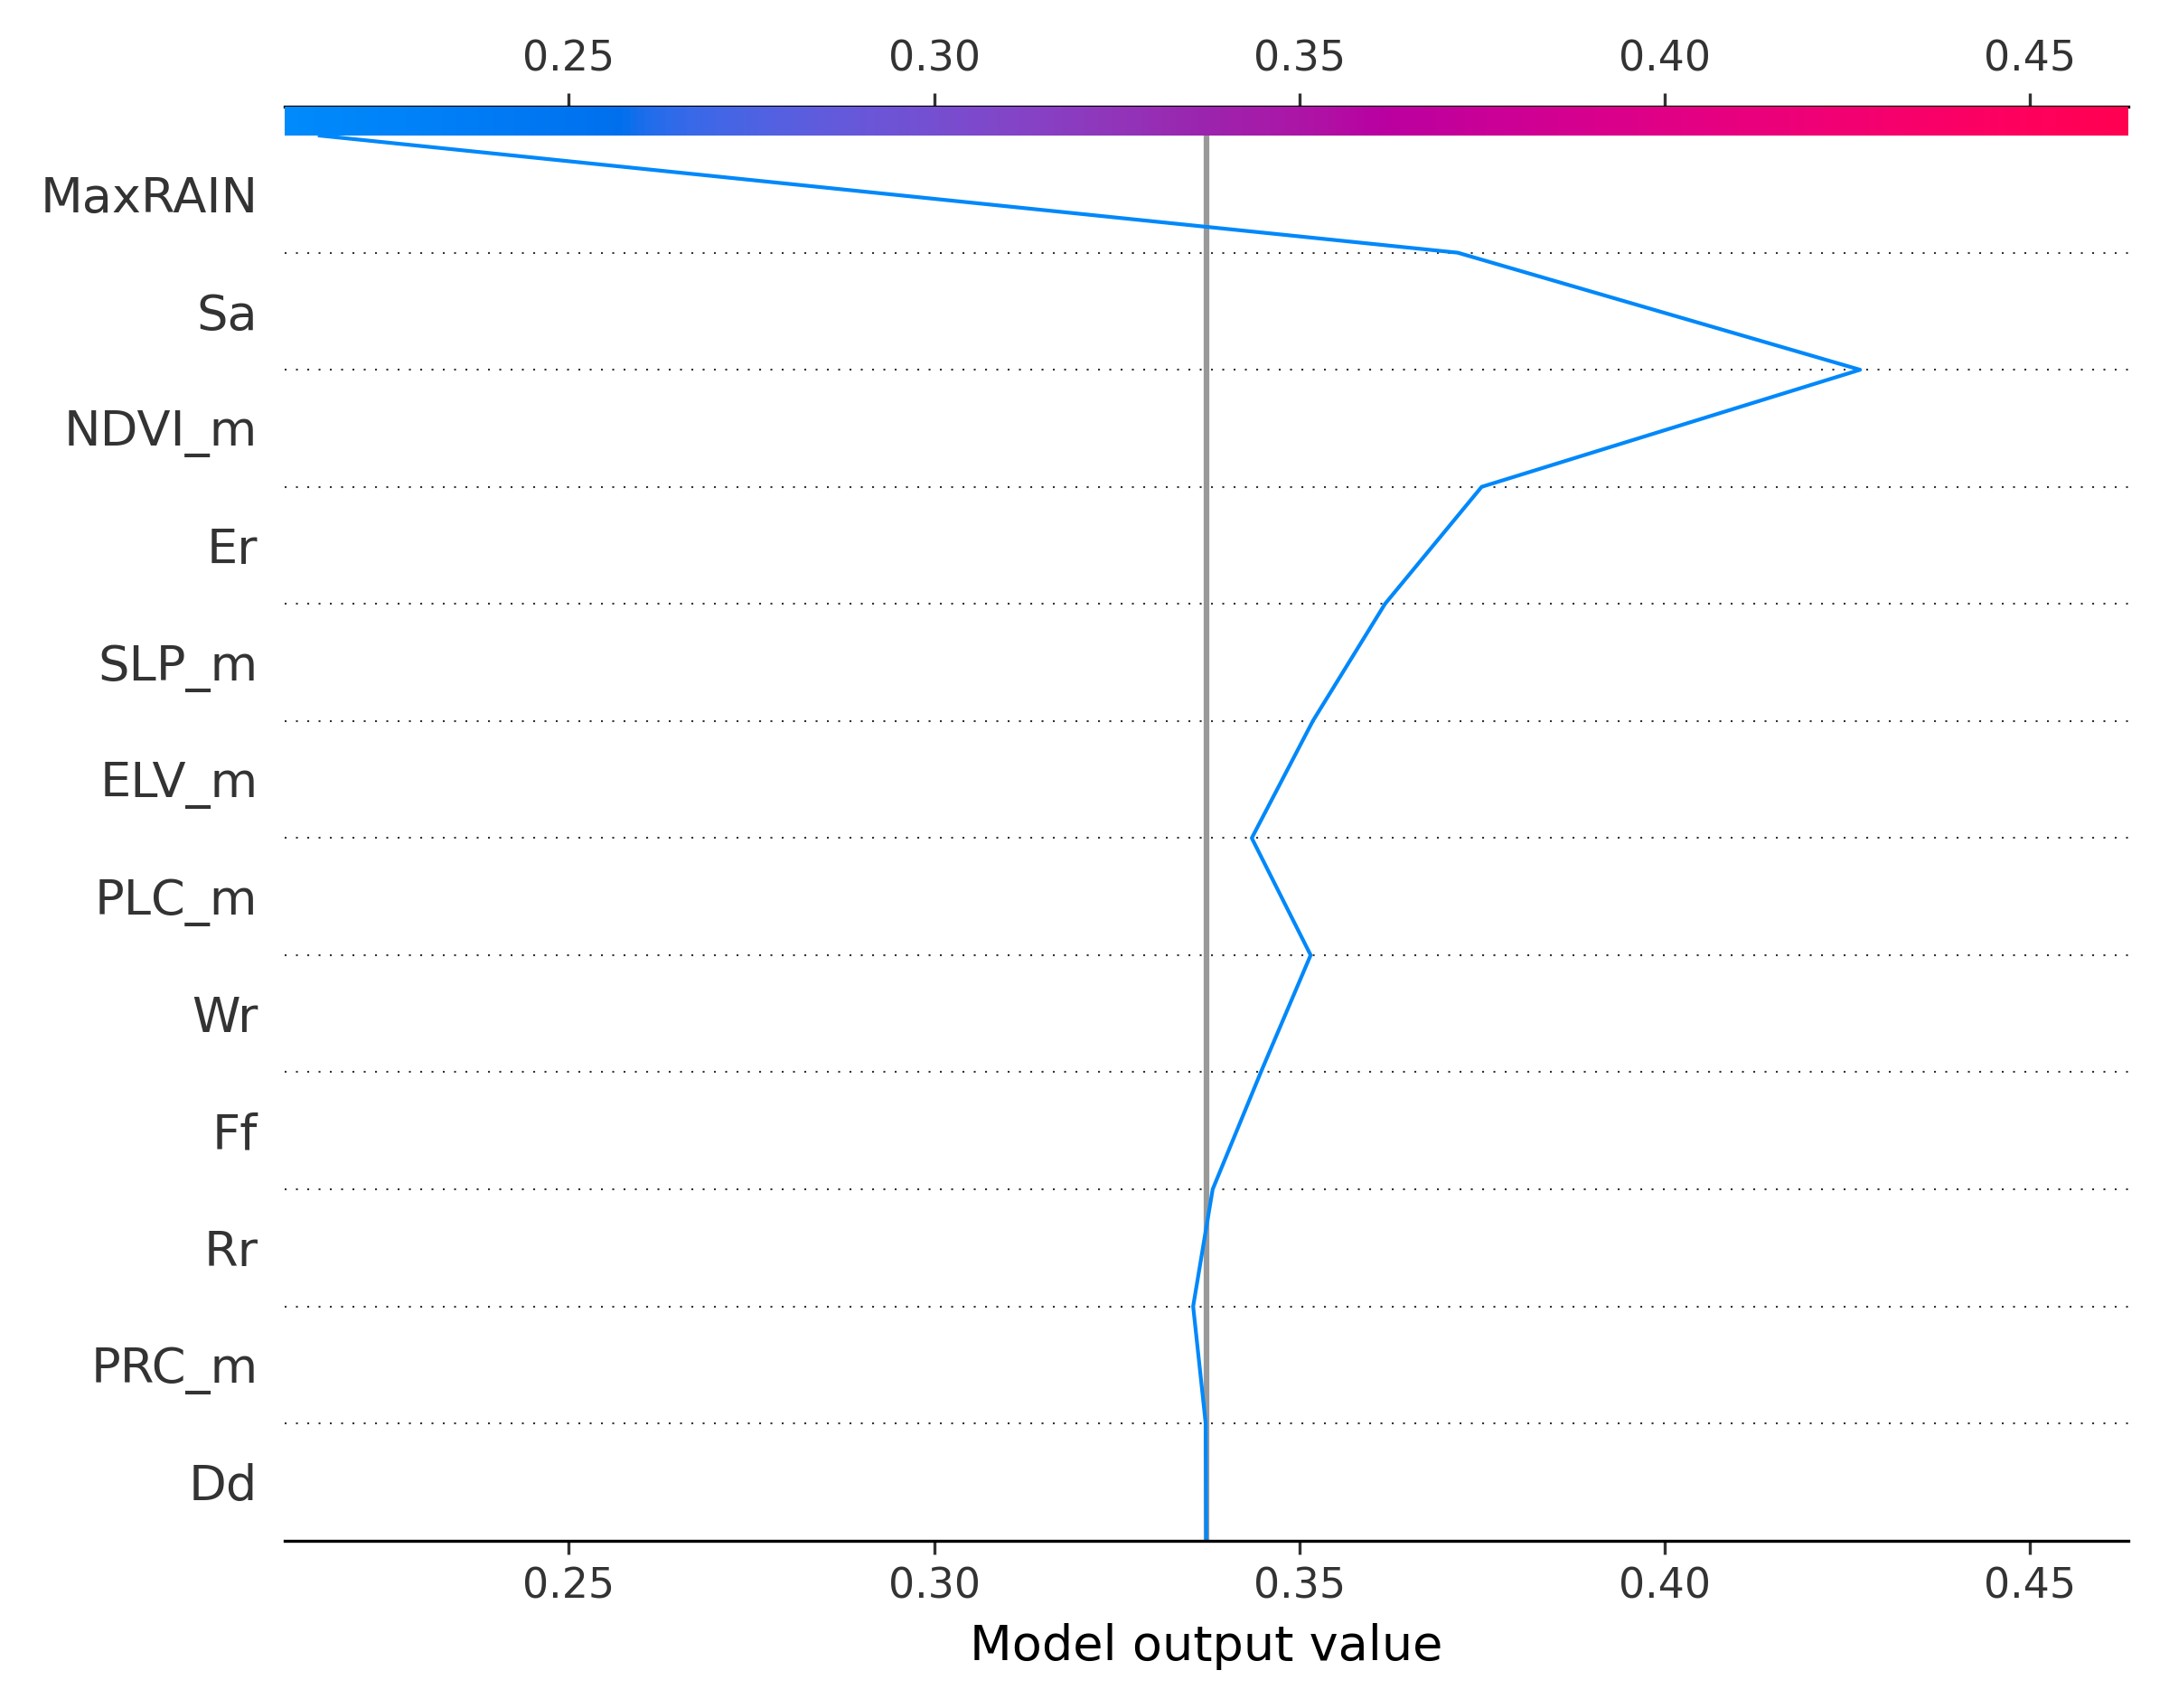 0.25 0.30 0.35 0.40 0.45
MaxRAIN
Sa
NDVI_m
Er
SLP_m
ELV_m
PLC_m
Wr
Ff
Rr
PRC_m
Dd
0.25 0.30 0.35 0.40 0.45
Model output value